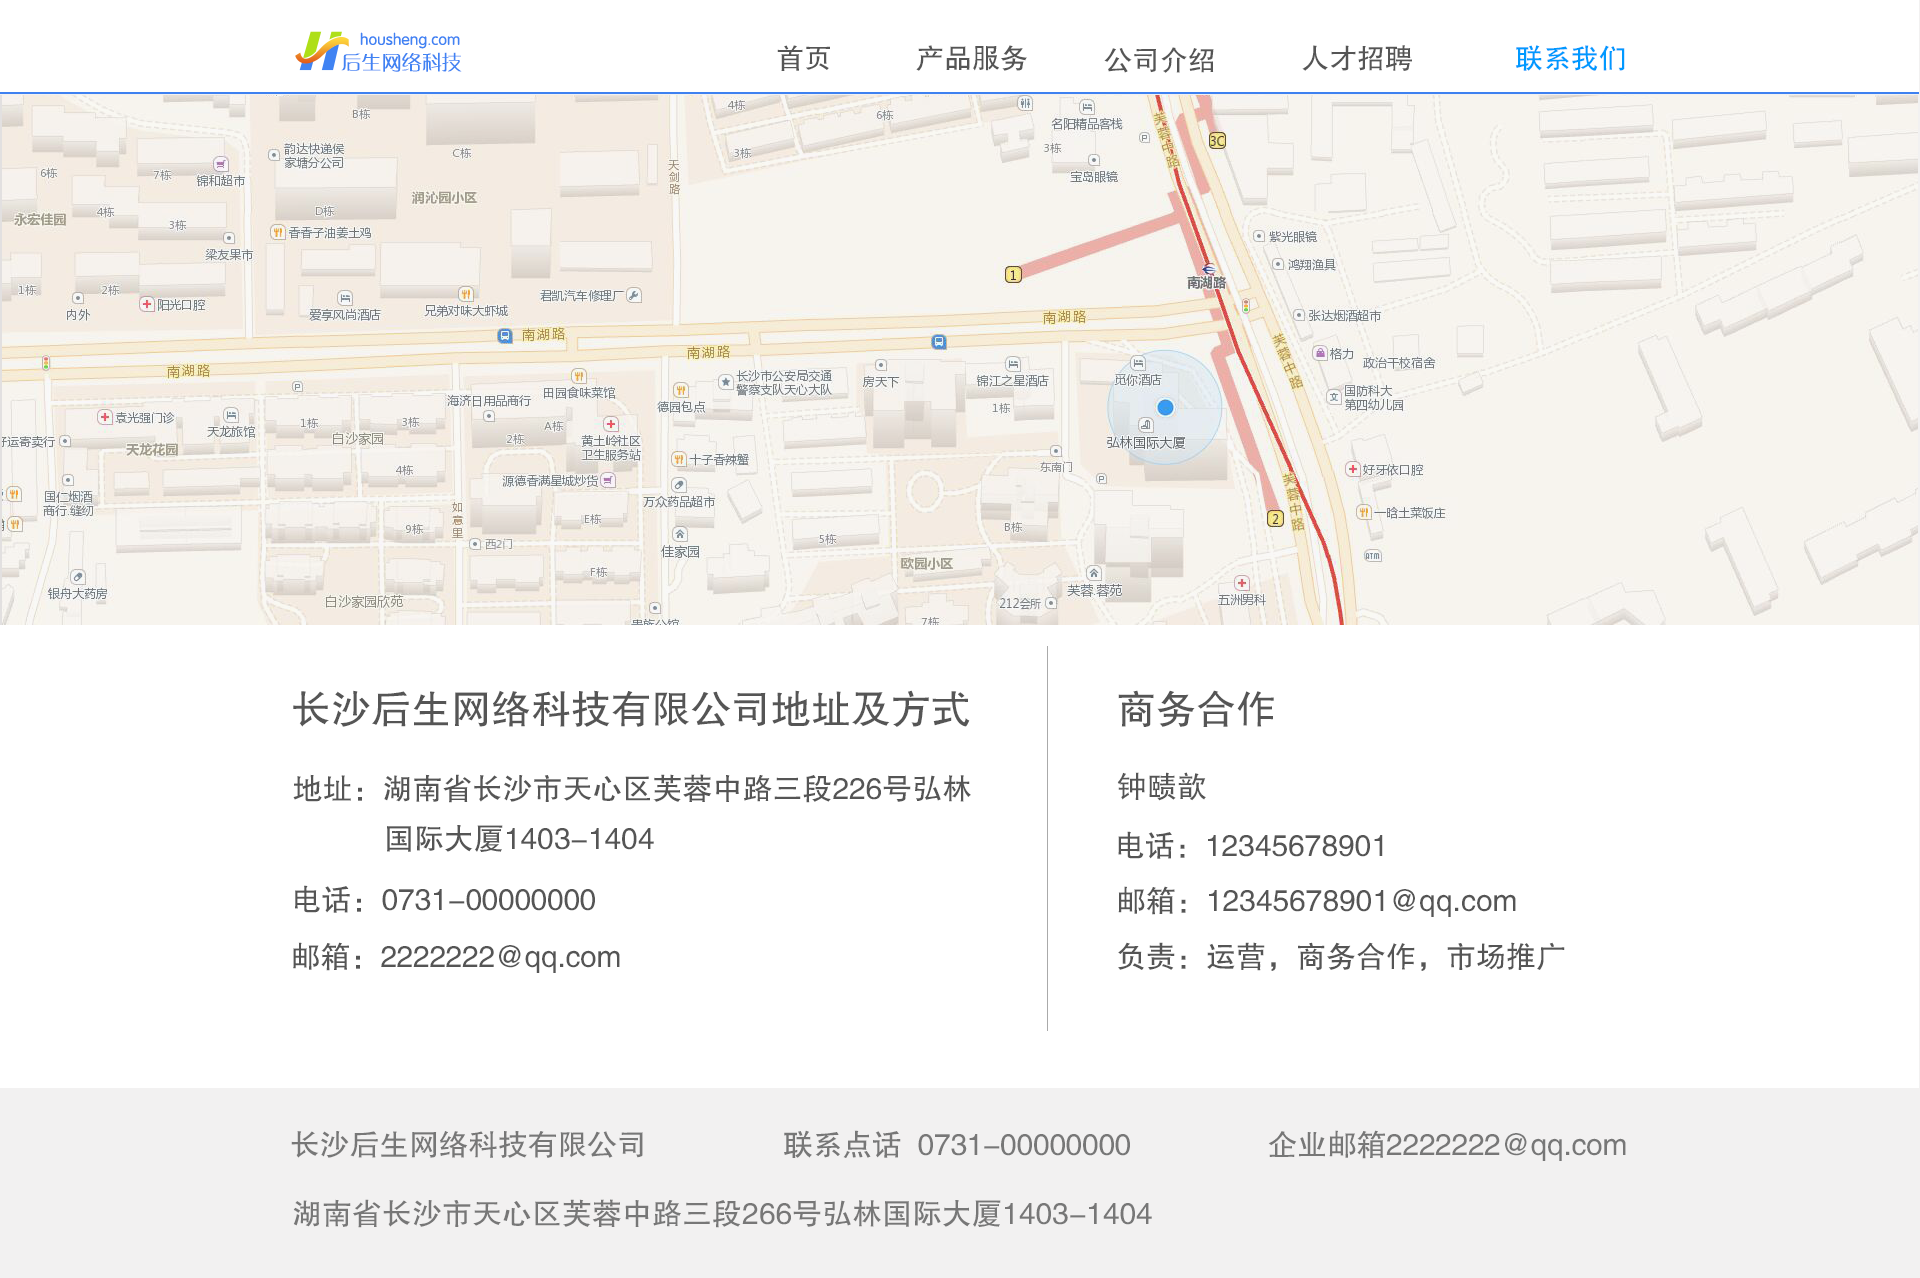 housheng.com
后生网络科技
首页
产品服务
公司介绍
人才招聘
联系我们
4栋
B栋
6栋
名阳精品客栈
P
芙蓉中路
3C
韵达快递侯
家塘分公司
C栋
3栋
3栋
锦和超市
6栋
7栋
天剑路
宝岛眼镜
润沁园小区
永宏佳园
4栋
3栋
D栋
香香子油姜土鸡
梁友果市
紫光眼镜
鸿翔渔具
1
南湖路
1栋
2栋
内外
阳光口腔
爱享风尚酒店
兄弟对味大虾城
君凯汽车修理厂
南湖路
南湖路
张达烟酒超市
南湖路
南湖路
芙蓉中路
格力
政治干校宿舍
P
田园食味菜馆
长沙市公安局交通
警察支队天心大队
房天下
锦江之星酒店
觅你酒店
国防科大
第四幼儿园
海济日用品商行
德园包点
1栋
袁光强门诊
天龙旅馆
1栋
3栋
A栋
2栋
白沙家园
天龙花园
好运寄卖行
黄土岭社区
卫生服务站
弘林国际大厦
4栋
十子香辣蟹
东南门
P
好牙依口腔
源德香满星城炒货
国仁烟酒
商行.缝纫
万众药品超市
如意里
9栋
E栋
B栋
2
芙蓉中路
一晗土菜饭庄
5栋
西2门
佳家园
ATM
欧园小区
F栋
银舟大药房
白沙家园欣苑
212会所
芙蓉·蓉苑
五洲男科
7栋
长沙后生网络科技有限公司地址及方式
地址：湖南省长沙市天心区芙蓉中路三段226号弘林
国际大厦1403-1404
电话：0731-00000000
邮箱：2222222@qq.com
商务合作
钟赜歆
电话：12345678901
邮箱：12345678901@qq.com
负责：运营，商务合作，市场推广
长沙后生网络科技有限公司
联系点话 0731-00000000
企业邮箱2222222@qq.com
湖南省长沙市天心区芙蓉中路三段266号弘林国际大厦1403-1404